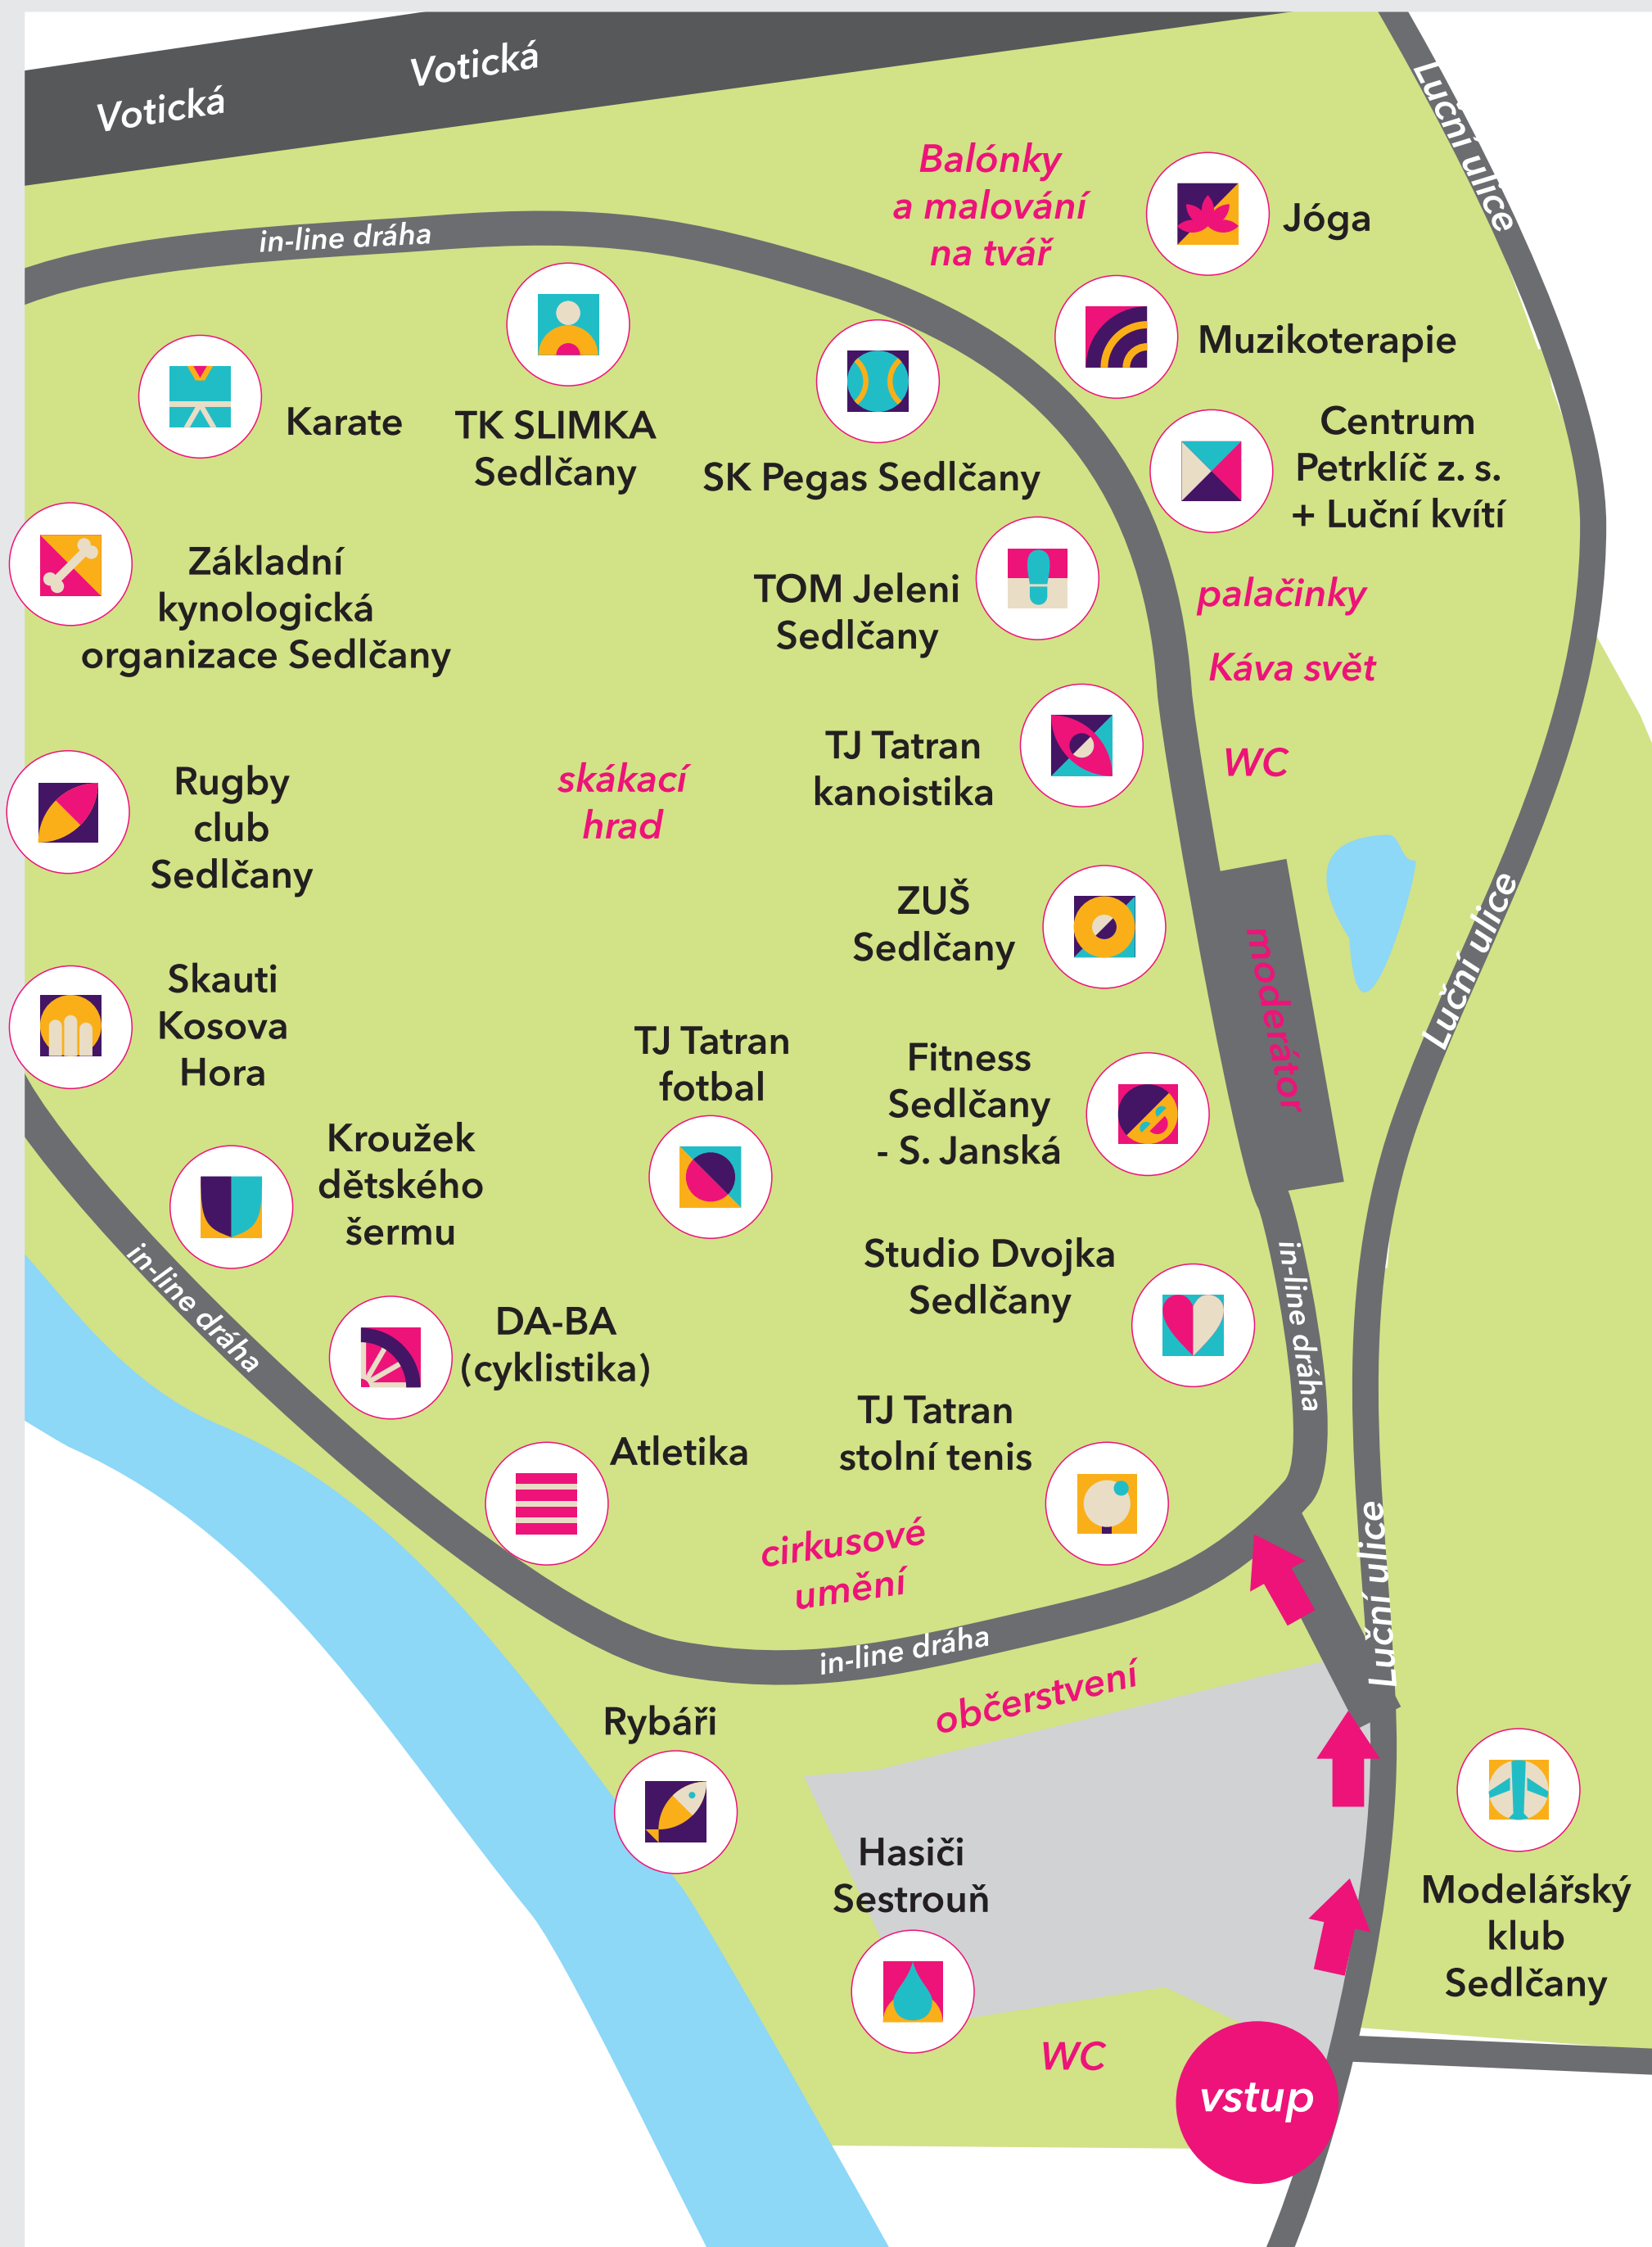 Votická
Votická
Luční ulice
in-line dráha
Balónky
a malování
na tvář
Jóga
Muzikoterapie
Karate
TK SLIMKA
Sedlčany
SK Pegas Sedlčany
Centrum
Petrklíč z. s.
+ Luční kvítí
Základní
kynologická
organizace Sedlčany
TOM Jeleni
Sedlčany
palačinky
Káva svět
WC
Rugby
club
Sedlčany
skákací
hrad
TJ Tatran
kanoistika
ZUŠ
Sedlčany
moderátor
Luční ulice
Skauti
Kosova
Hora
TJ Tatran
fotbal
Fitness
Sedlčany
- S. Janská
Kroužek
dětského
šermu
Studio Dvojka
Sedlčany
in-line dráha
in-line dráha
DA-BA
(cyklistika)
Atletika
TJ Tatran
stolní tenis
cirkusové
umění
Luční ulice
in-line dráha
občerstvení
Rybáři
Hasiči
Sestrouň
Modelářský
klub
Sedlčany
WC
vstup